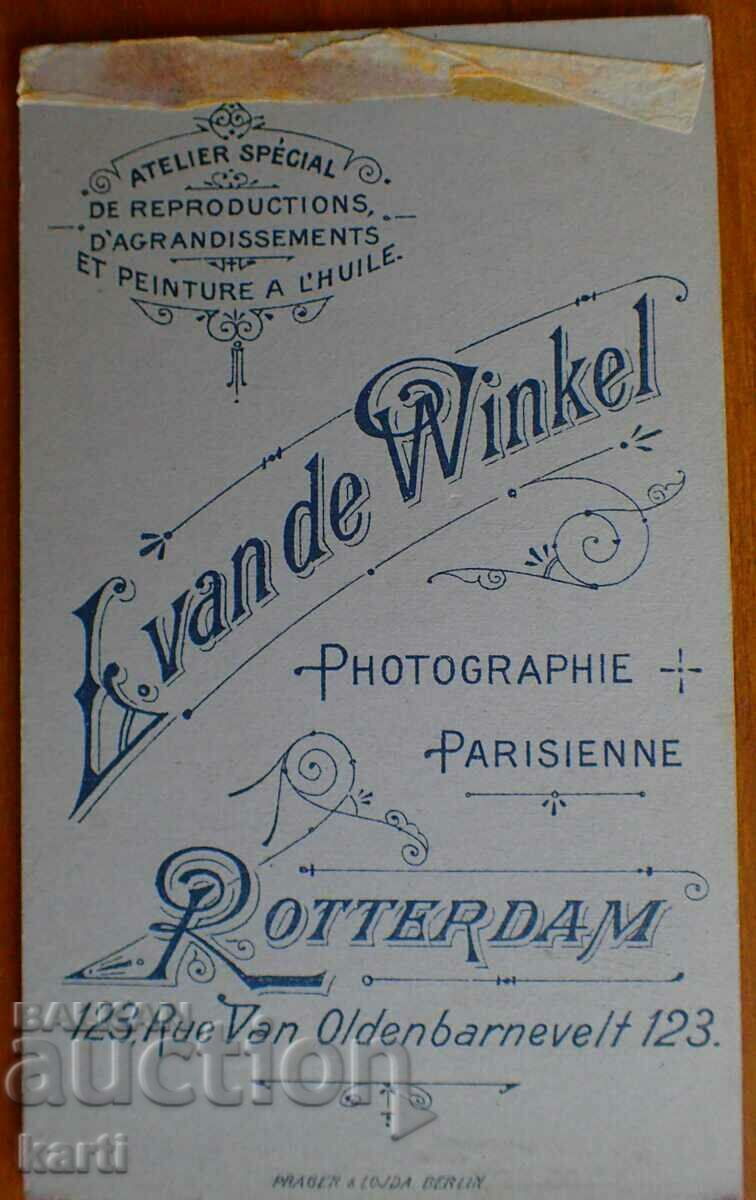 ATELIER SPÉCIAL
DE REPRODUCTIONS,
D'AGRANDISSEMENTS
ET PEINTURE A L'HUILE.
E. van de Winkel
PHOTOGRAPHIE
PARISIENNE
ROTTERDAM
123, Rue Van Oldenbarnevelt 123.
BALKAN
auction
karti
PRAGER & LOJDA. BERLIN.